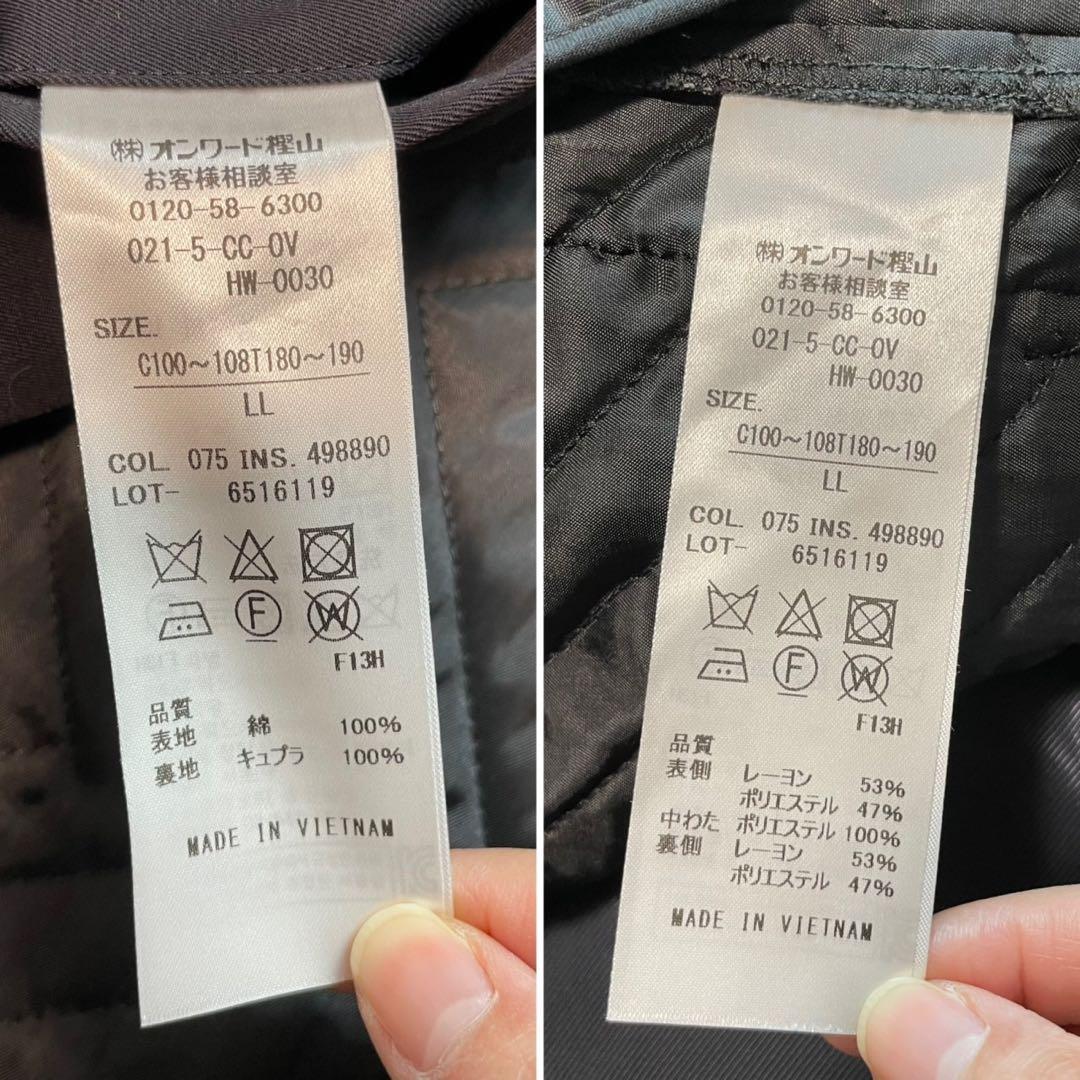 (株)オンワード樫山
お客様相談室
0120-58-6300
021-5-CC-0V
HW-0030
SIZE.
C100～108T180～190
LL
COL. 075 INS. 498890
LOT- 6516119
F
W
F13H
品質
表地 綿 100%
裏地 キュプラ 100%
MADE IN VIETNAM
(株)オンワード樫山
お客様相談室
0120-58-6300
021-5-CC-0V
HW-0030
SIZE.
C100～108T180～190
LL
COL. 075 INS. 498890
LOT- 6516119
F
W
F13H
品質
表側 レーヨン 53%
ポリエステル 47%
中わた ポリエステル 100%
裏側 レーヨン 53%
ポリエステル 47%
MADE IN VIETNAM